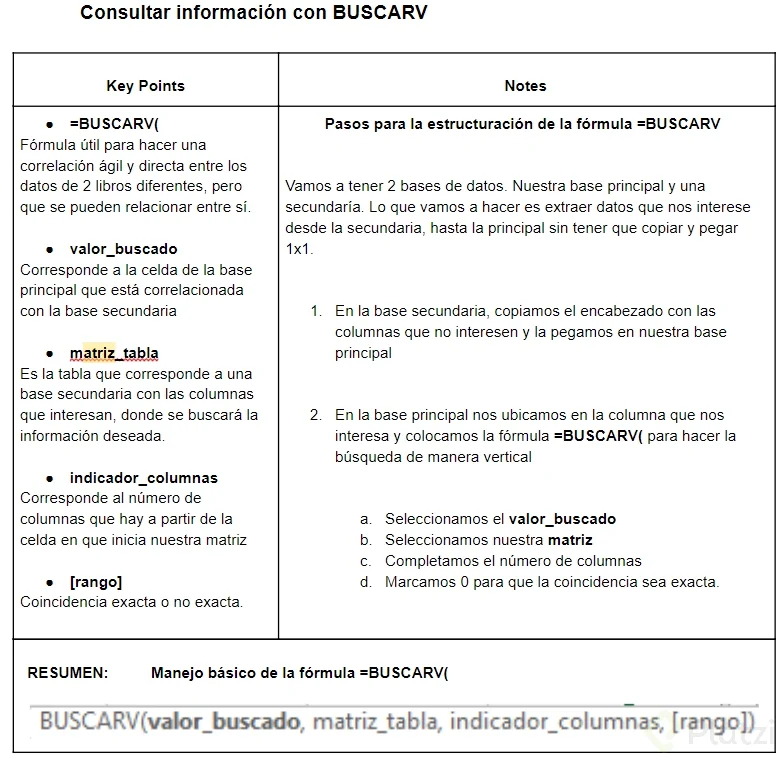 Consultar información con BUSCARV
Key Points
Notes
• =BUSCARV(
Fórmula útil para hacer una
correlación ágil y directa entre los
datos de 2 libros diferentes, pero
que se pueden relacionar entre sí.
• valor_buscado
Corresponde a la celda de la base
principal que está correlacionada
con la base secundaria
• matriz_tabla
Es la tabla que corresponde a una
base secundaria con las columnas
que interesan, donde se buscará la
información deseada.
• indicador_columnas
Corresponde al número de
columnas que hay a partir de la
celda en que inicia nuestra matriz
• [rango]
Coincidencia exacta o no exacta.
Pasos para la estructuración de la fórmula =BUSCARV
Vamos a tener 2 bases de datos. Nuestra base principal y una
secundaría. Lo que vamos a hacer es extraer datos que nos interese
desde la secundaria, hasta la principal sin tener que copiar y pegar
1x1.
1. En la base secundaria, copiamos el encabezado con las
columnas que no interesen y la pegamos en nuestra base
principal
2. En la base principal nos ubicamos en la columna que nos
interesa y colocamos la fórmula =BUSCARV( para hacer la
búsqueda de manera vertical
a. Seleccionamos el valor_buscado
b. Seleccionamos nuestra matriz
c. Completamos el número de columnas
d. Marcamos 0 para que la coincidencia sea exacta.
RESUMEN: Manejo básico de la fórmula =BUSCARV(
BUSCARV(valor_buscado, matriz_tabla, indicador_columnas, [rango])
Platzi